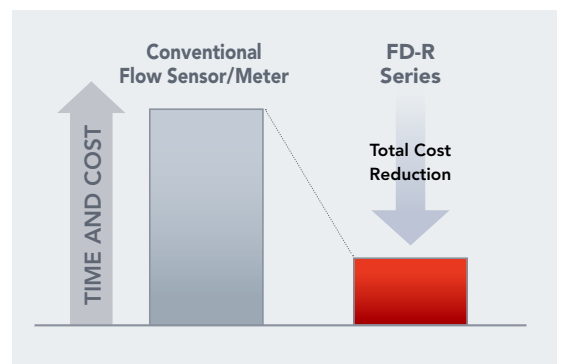 Conventional
Flow Sensor/Meter
FD-R
Series
TIME AND COST
Total Cost
Reduction